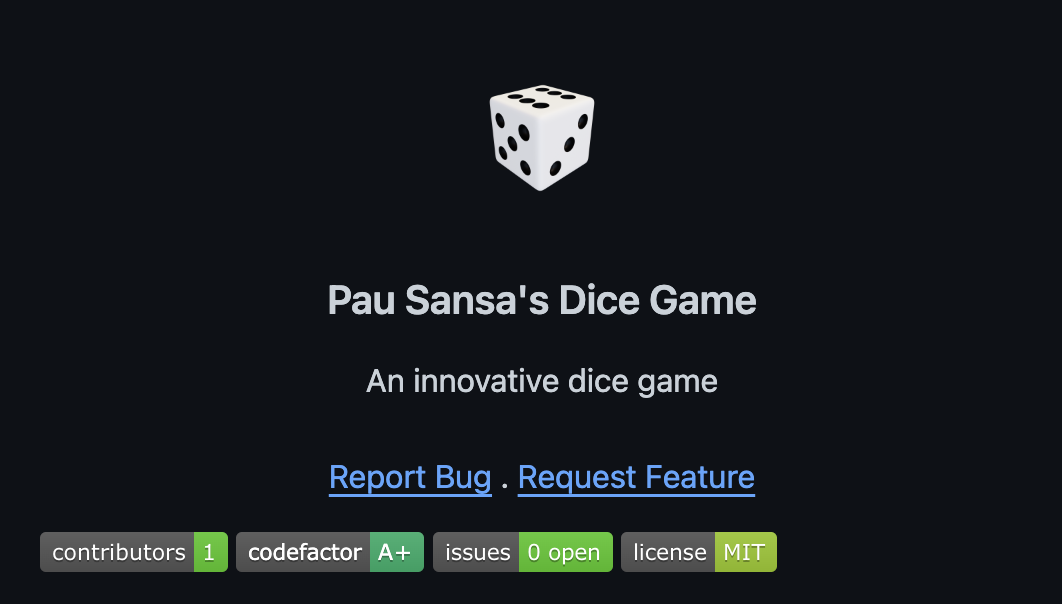 Pau Sansa's Dice Game
An innovative dice game
Report Bug . Request Feature
contributors 1 codefactor A+ issues 0 open license MIT